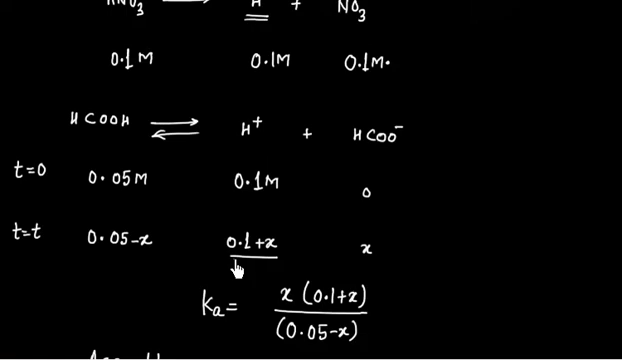 HNO3 → H + NO3
0.1M 0.1M 0.1M.
HCOOH ⇌ H+ + HCOO−
t=0 0.05M 0.1M 0
t=t 0.05-x 0.1+x x
Ka= x(0.1+x)
(0.05-x)